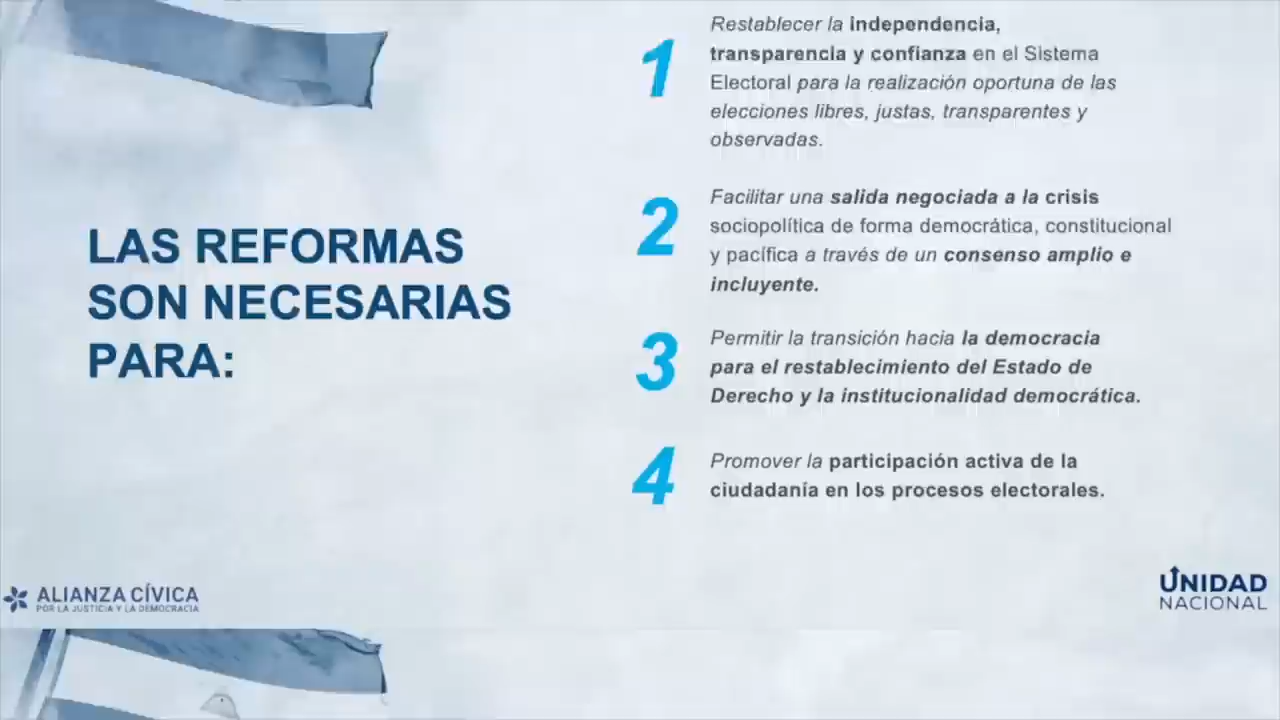 LAS REFORMAS
SON NECESARIAS
PARA:
1
Restablecer la independencia,
transparencia y confianza en el Sistema
Electoral para la realización oportuna de las
elecciones libres, justas, transparentes y
observadas.
2
Facilitar una salida negociada a la crisis
sociopolítica de forma democrática, constitucional
y pacífica a través de un consenso amplio e
incluyente.
3
Permitir la transición hacia la democracia
para el restablecimiento del Estado de
Derecho y la institucionalidad democrática.
4
Promover la participación activa de la
ciudadanía en los procesos electorales.
ALIANZA CÍVICA
POR LA JUSTICIA Y LA DEMOCRACIA
UNIDAD
NACIONAL